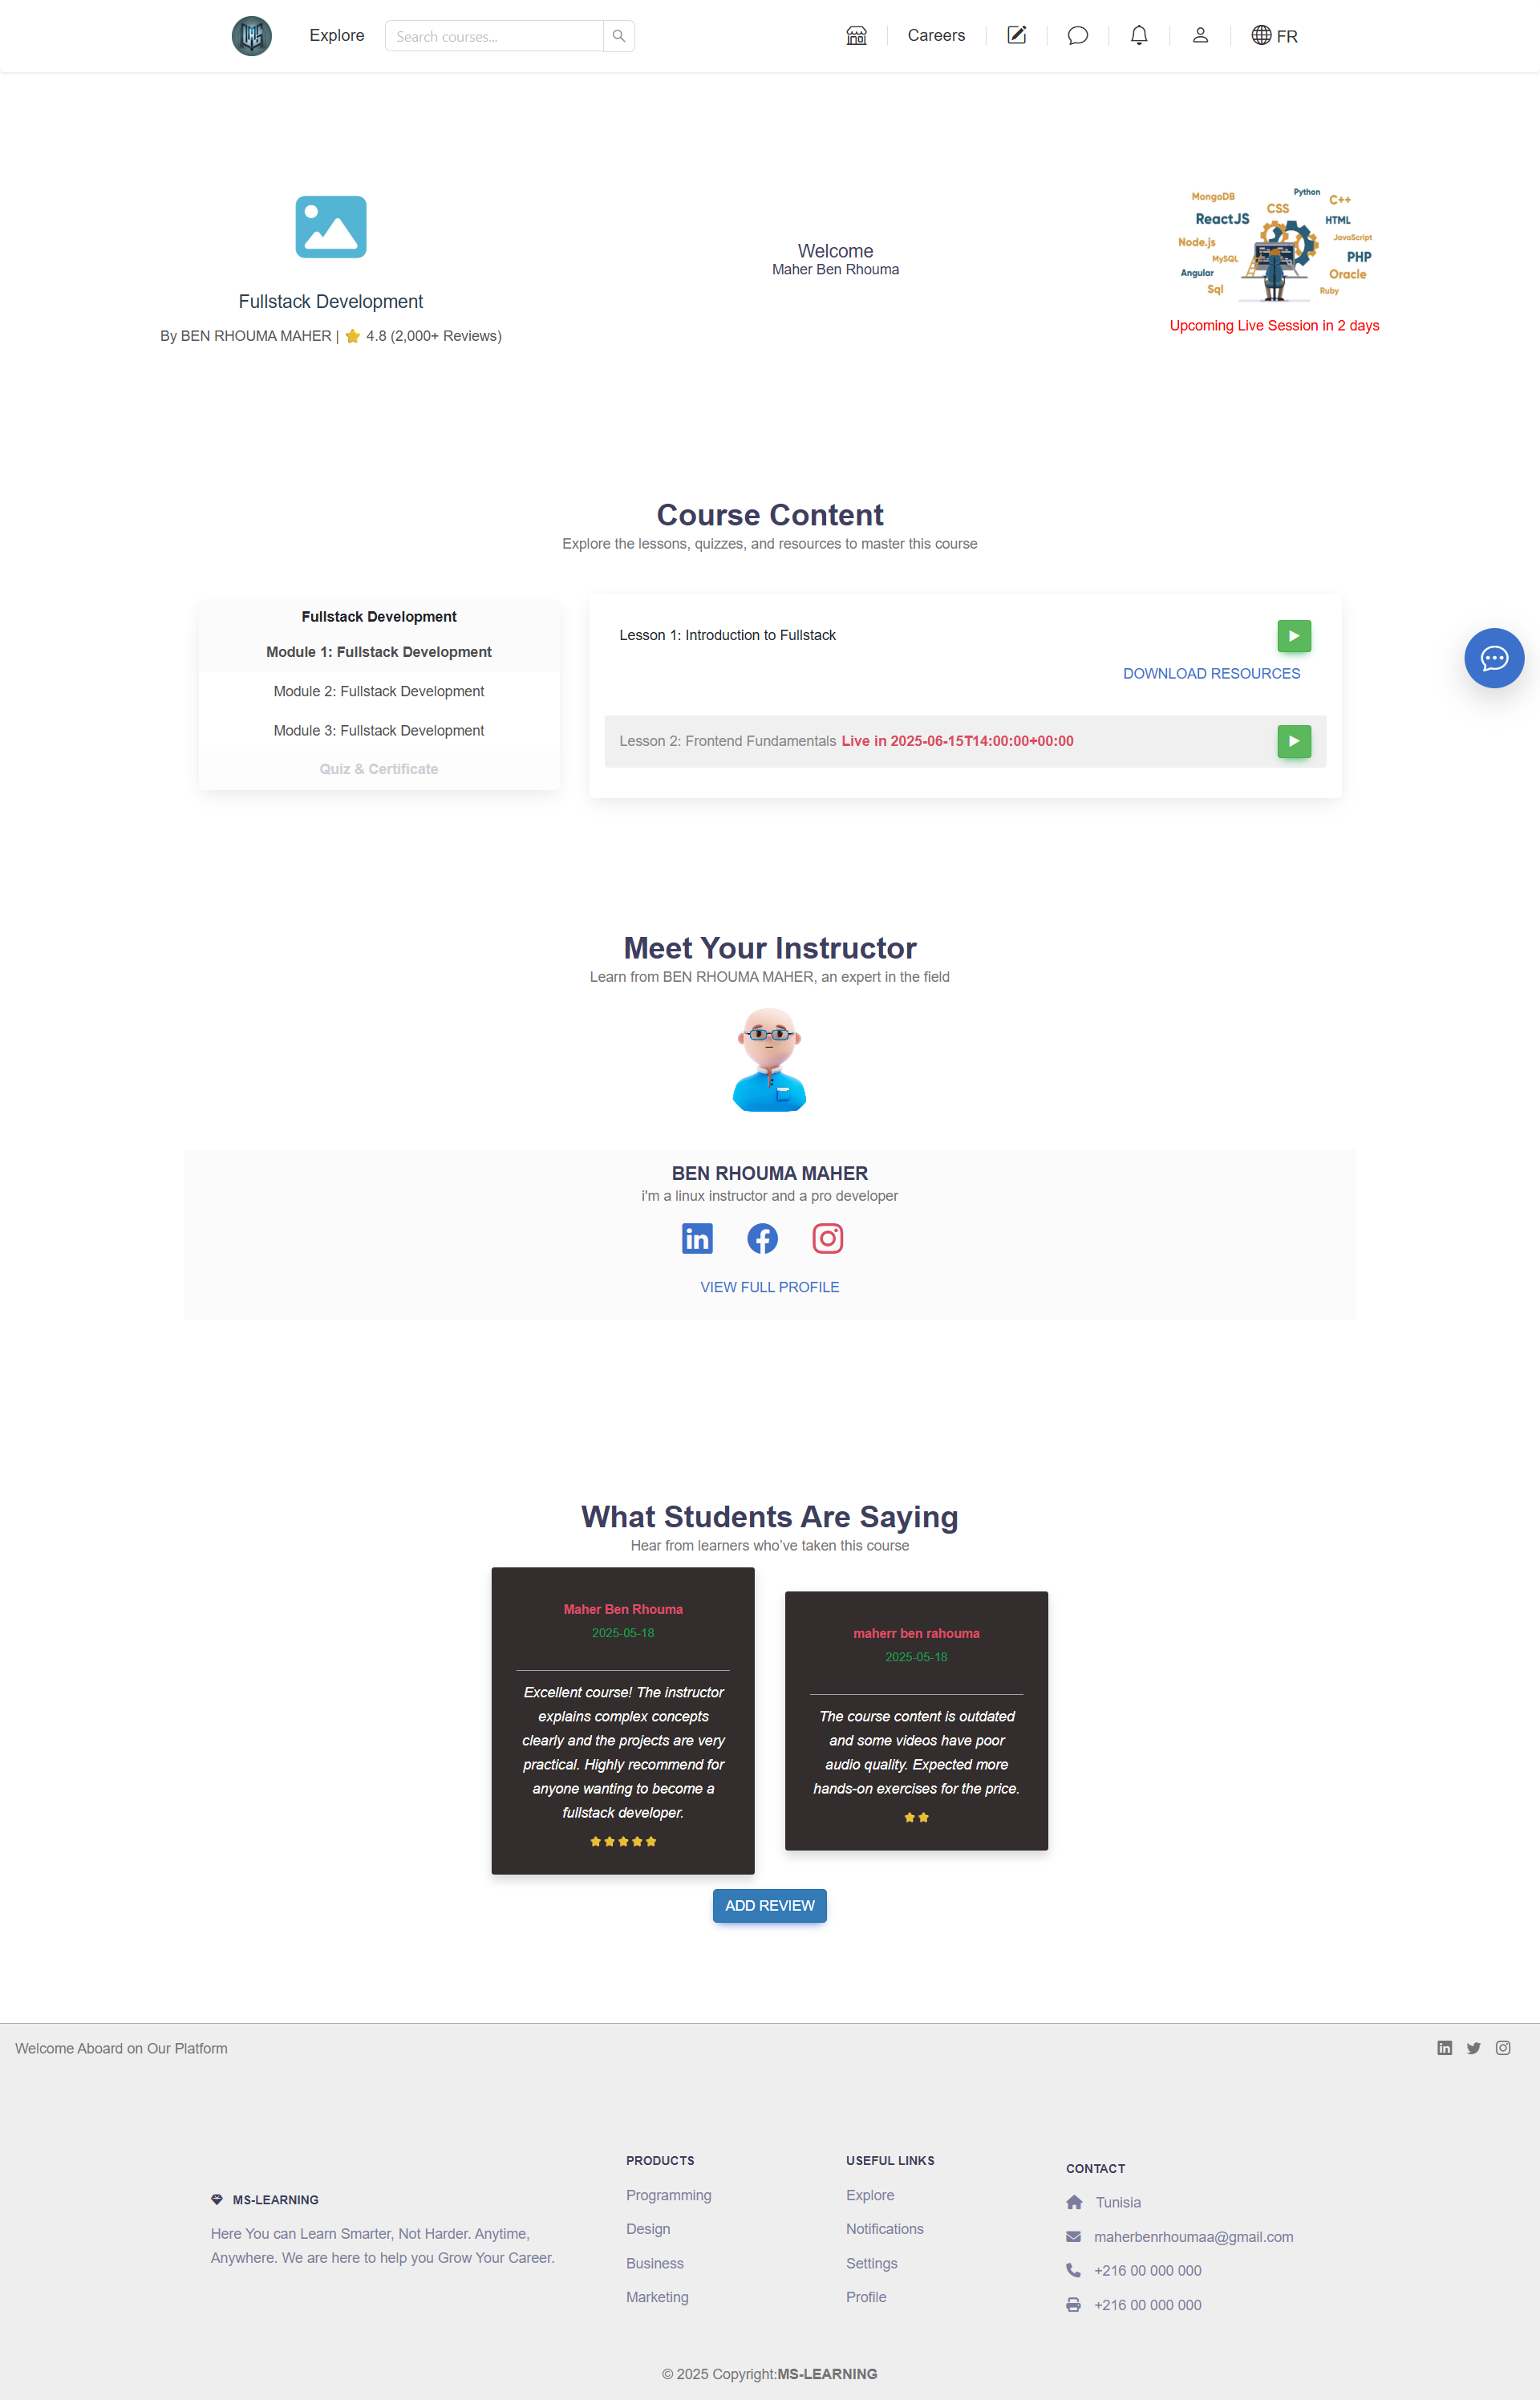 Explore
Search courses...
Careers
FR
MongoDB
Python
C++
CSS
ReactJS
HTML
Node.js
JavaScript
MySQL
PHP
Angular
Oracle
Sql
Ruby
Fullstack Development
By BEN RHOUMA MAHER | ⭐ 4.8 (2,000+ Reviews)
Welcome
Maher Ben Rhouma
Upcoming Live Session in 2 days
Course Content
Explore the lessons, quizzes, and resources to master this course
Fullstack Development
Module 1: Fullstack Development
Module 2: Fullstack Development
Module 3: Fullstack Development
Quiz & Certificate
Lesson 1: Introduction to Fullstack
DOWNLOAD RESOURCES
Lesson 2: Frontend Fundamentals Live in 2025-06-15T14:00:00+00:00
Meet Your Instructor
Learn from BEN RHOUMA MAHER, an expert in the field
BEN RHOUMA MAHER
i'm a linux instructor and a pro developer
VIEW FULL PROFILE
What Students Are Saying
Hear from learners who've taken this course
Maher Ben Rhouma
2025-05-18
Excellent course! The instructor
explains complex concepts
clearly and the projects are very
practical. Highly recommend for
anyone wanting to become a
fullstack developer.
maherr ben rahouma
2025-05-18
The course content is outdated
and some videos have poor
audio quality. Expected more
hands-on exercises for the price.
ADD REVIEW
Welcome Aboard on Our Platform
MS-LEARNING
Here You can Learn Smarter, Not Harder. Anytime,
Anywhere. We are here to help you Grow Your Career.
PRODUCTS
Programming
Design
Business
Marketing
USEFUL LINKS
Explore
Notifications
Settings
Profile
CONTACT
Tunisia
maherbenrhoumaa@gmail.com
+216 00 000 000
+216 00 000 000
© 2025 Copyright:MS-LEARNING